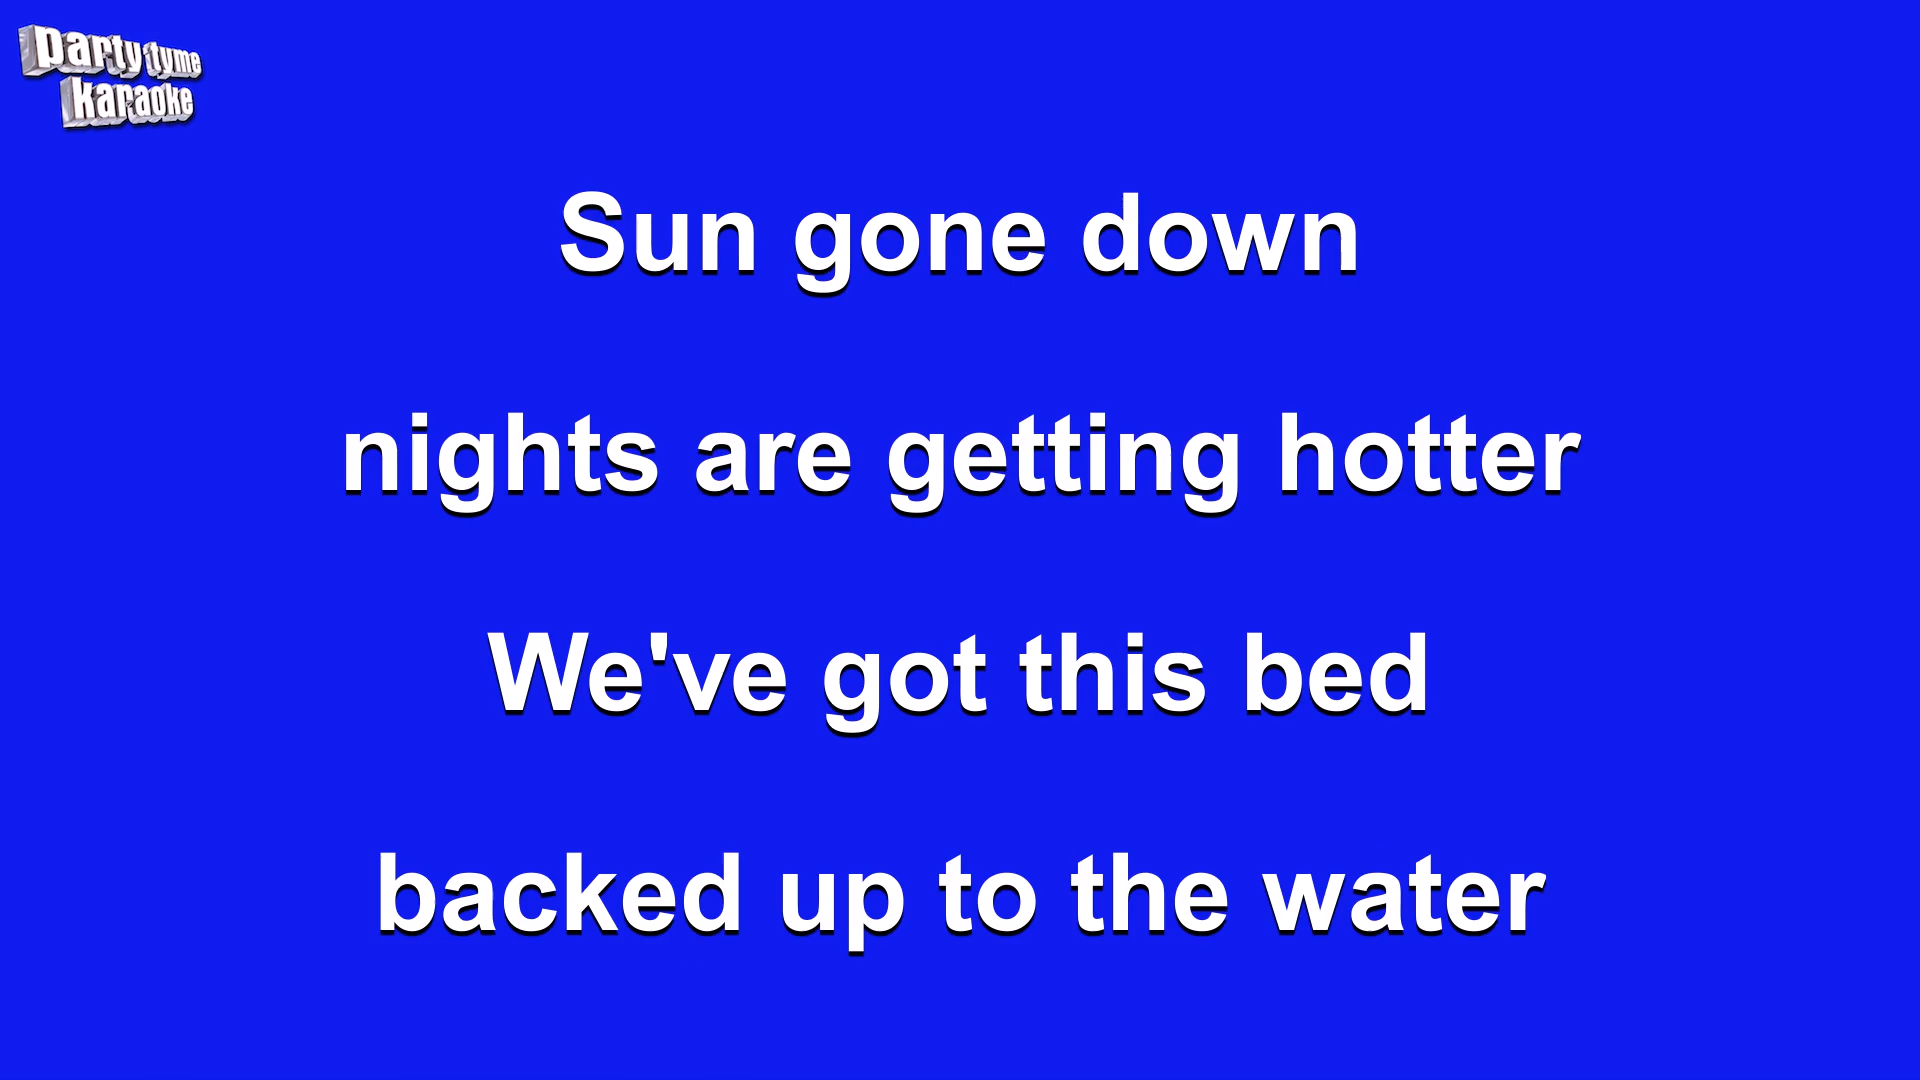 party tyme
karaoke
Sun gone down
nights are getting hotter
We've got this bed
backed up to the water